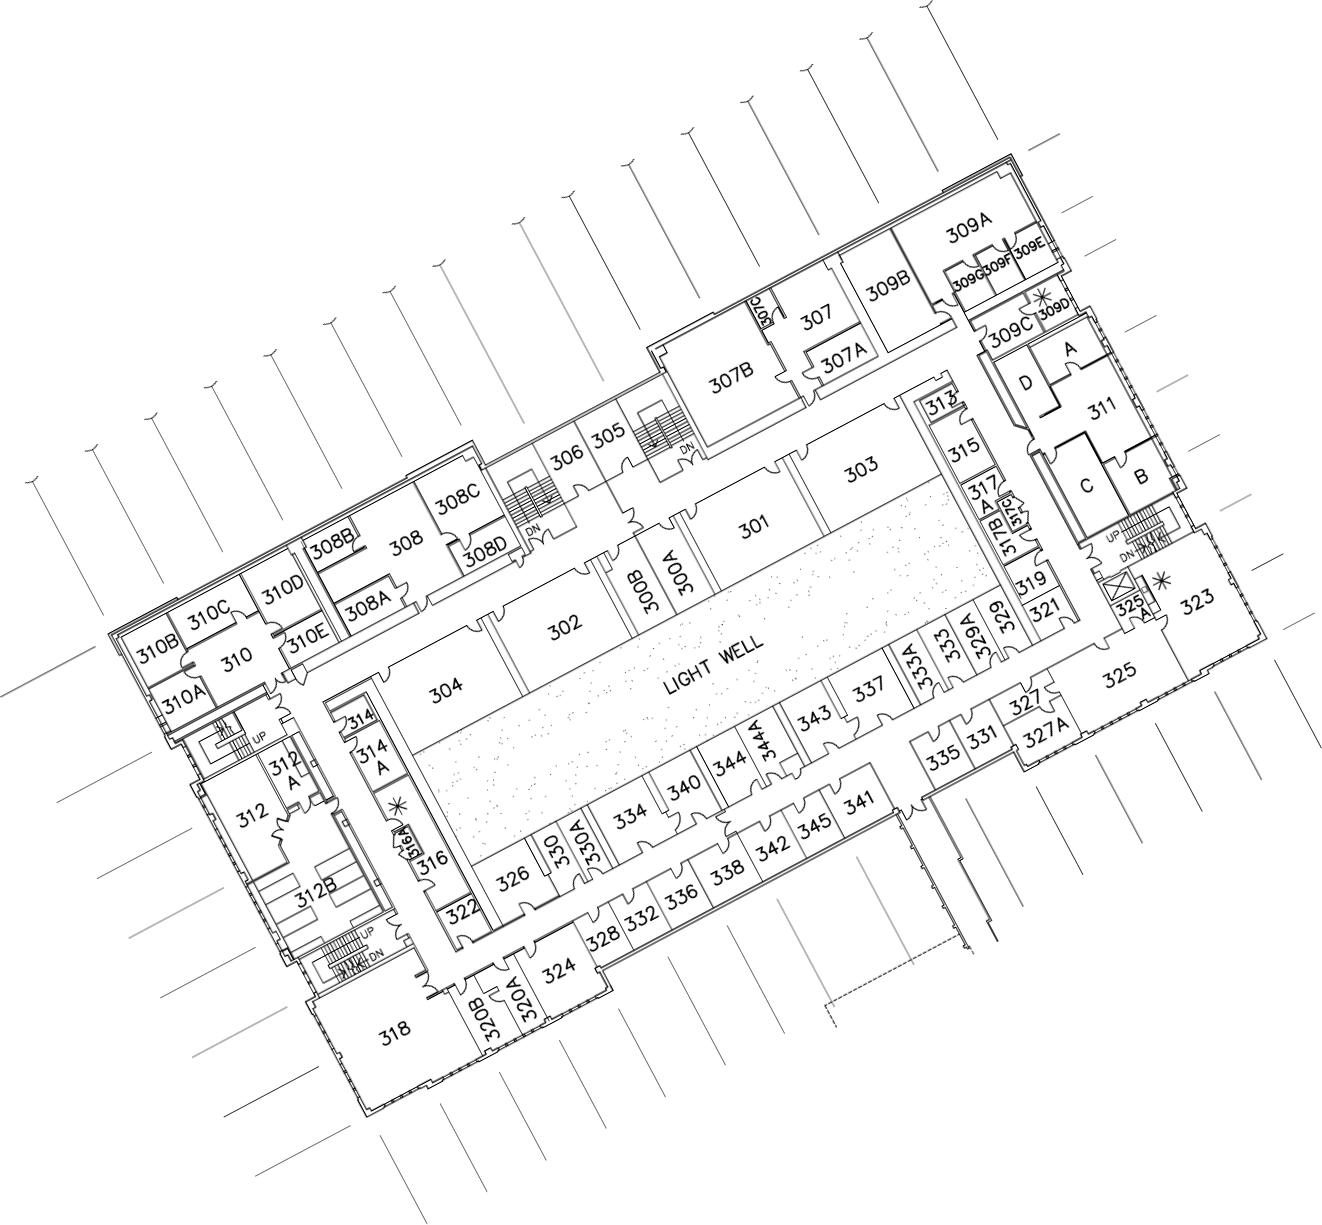 309A
309E
309F
309G
309B
309D
309C
307C
307
307A
307B
A
D
311
C
B
UP
DN
305
306
DN
DN
308C
308D
308
308B
308A
310D
310C
310E
310B
310
310A
313
303
315
317
A
317C
317B
301
300A
300B
302
304
319
321
325
A
323
LIGHT WELL
329
329A
333
333A
337
325
327
327A
331
335
343
344A
344
340
334
330A
330
326
314
314
A
UP
312
A
312
316A
316
312B
322
UP
DN
341
345
342
338
336
332
328
324
320A
320B
318